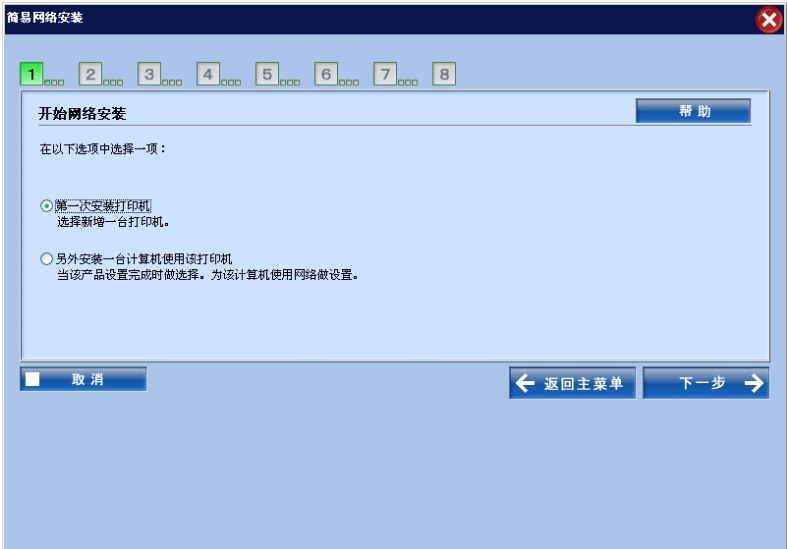 简易网络安装
1 2 3 4 5 6 7 8
开始网络安装
帮助
在以下选项中选择一项：
第一次安装打印机
选择新增一台打印机。
另外安装一台计算机使用该打印机
当该产品设置完成时做选择。为该计算机使用网络做设置。
取消
返回主菜单
下一步